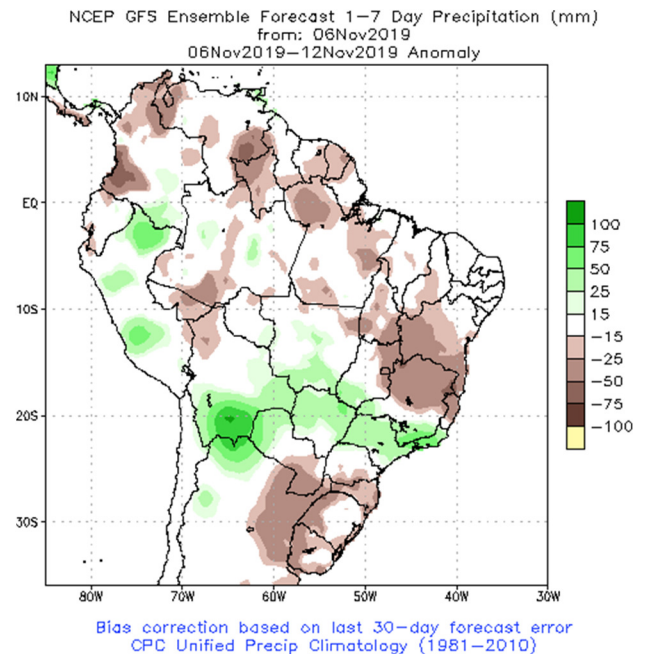 NCEP GFS Ensemble Forecast 1–7 Day Precipitation (mm)
from: 06Nov2019
06Nov2019–12Nov2019 Anomaly
10N
EQ
10S
20S
30S
80W 70W 60W 50W 40W 30W
100
75
50
25
15
−15
−25
−50
−75
−100
Bias correction based on last 30–day forecast error
CPC Unified Precip Climatology (1981–2010)